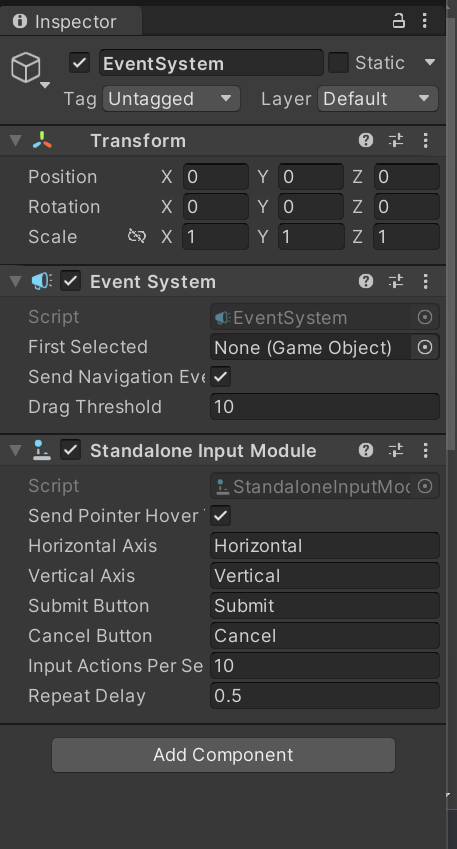 Inspector
EventSystem Static
Tag Untagged Layer Default
Transform
Position X 0 Y 0 Z 0
Rotation X 0 Y 0 Z 0
Scale X 1 Y 1 Z 1
Event System
Script EventSystem
First Selected None (Game Object)
Send Navigation Eve
Drag Threshold 10
Standalone Input Module
Script StandaloneInputMod
Send Pointer Hover
Horizontal Axis Horizontal
Vertical Axis Vertical
Submit Button Submit
Cancel Button Cancel
Input Actions Per Se 10
Repeat Delay 0.5
Add Component